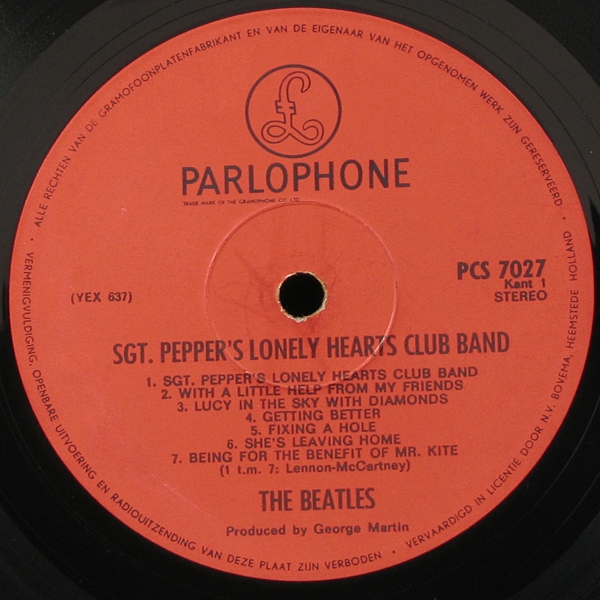 • ALLE RECHTEN VAN DE GRAMOFOONPLATENFABRIKANT EN VAN DE EIGENAAR VAN HET OPGENOMEN WERK ZIJN GERESERVEERD •
£
PARLOPHONE
TRADE MARK OF THE GRAMOPHONE CO. LTD.
(YEX 637)
PCS 7027
Kant 1
STEREO
SGT. PEPPER'S LONELY HEARTS CLUB BAND
1. SGT. PEPPER'S LONELY HEARTS CLUB BAND
2. WITH A LITTLE HELP FROM MY FRIENDS
3. LUCY IN THE SKY WITH DIAMONDS
4. GETTING BETTER
5. FIXING A HOLE
6. SHE'S LEAVING HOME
7. BEING FOR THE BENEFIT OF MR. KITE
(1 t.m. 7: Lennon-McCartney)
THE BEATLES
Produced by George Martin
VERMENIGVULDIGING, OPENBARE UITVOERING EN RADIOUITZENDING VAN DEZE PLAAT ZIJN VERBODEN • VERVAARDIGD IN LICENTIE DOOR N.V. BOVEMA, HEEMSTEDE HOLLAND